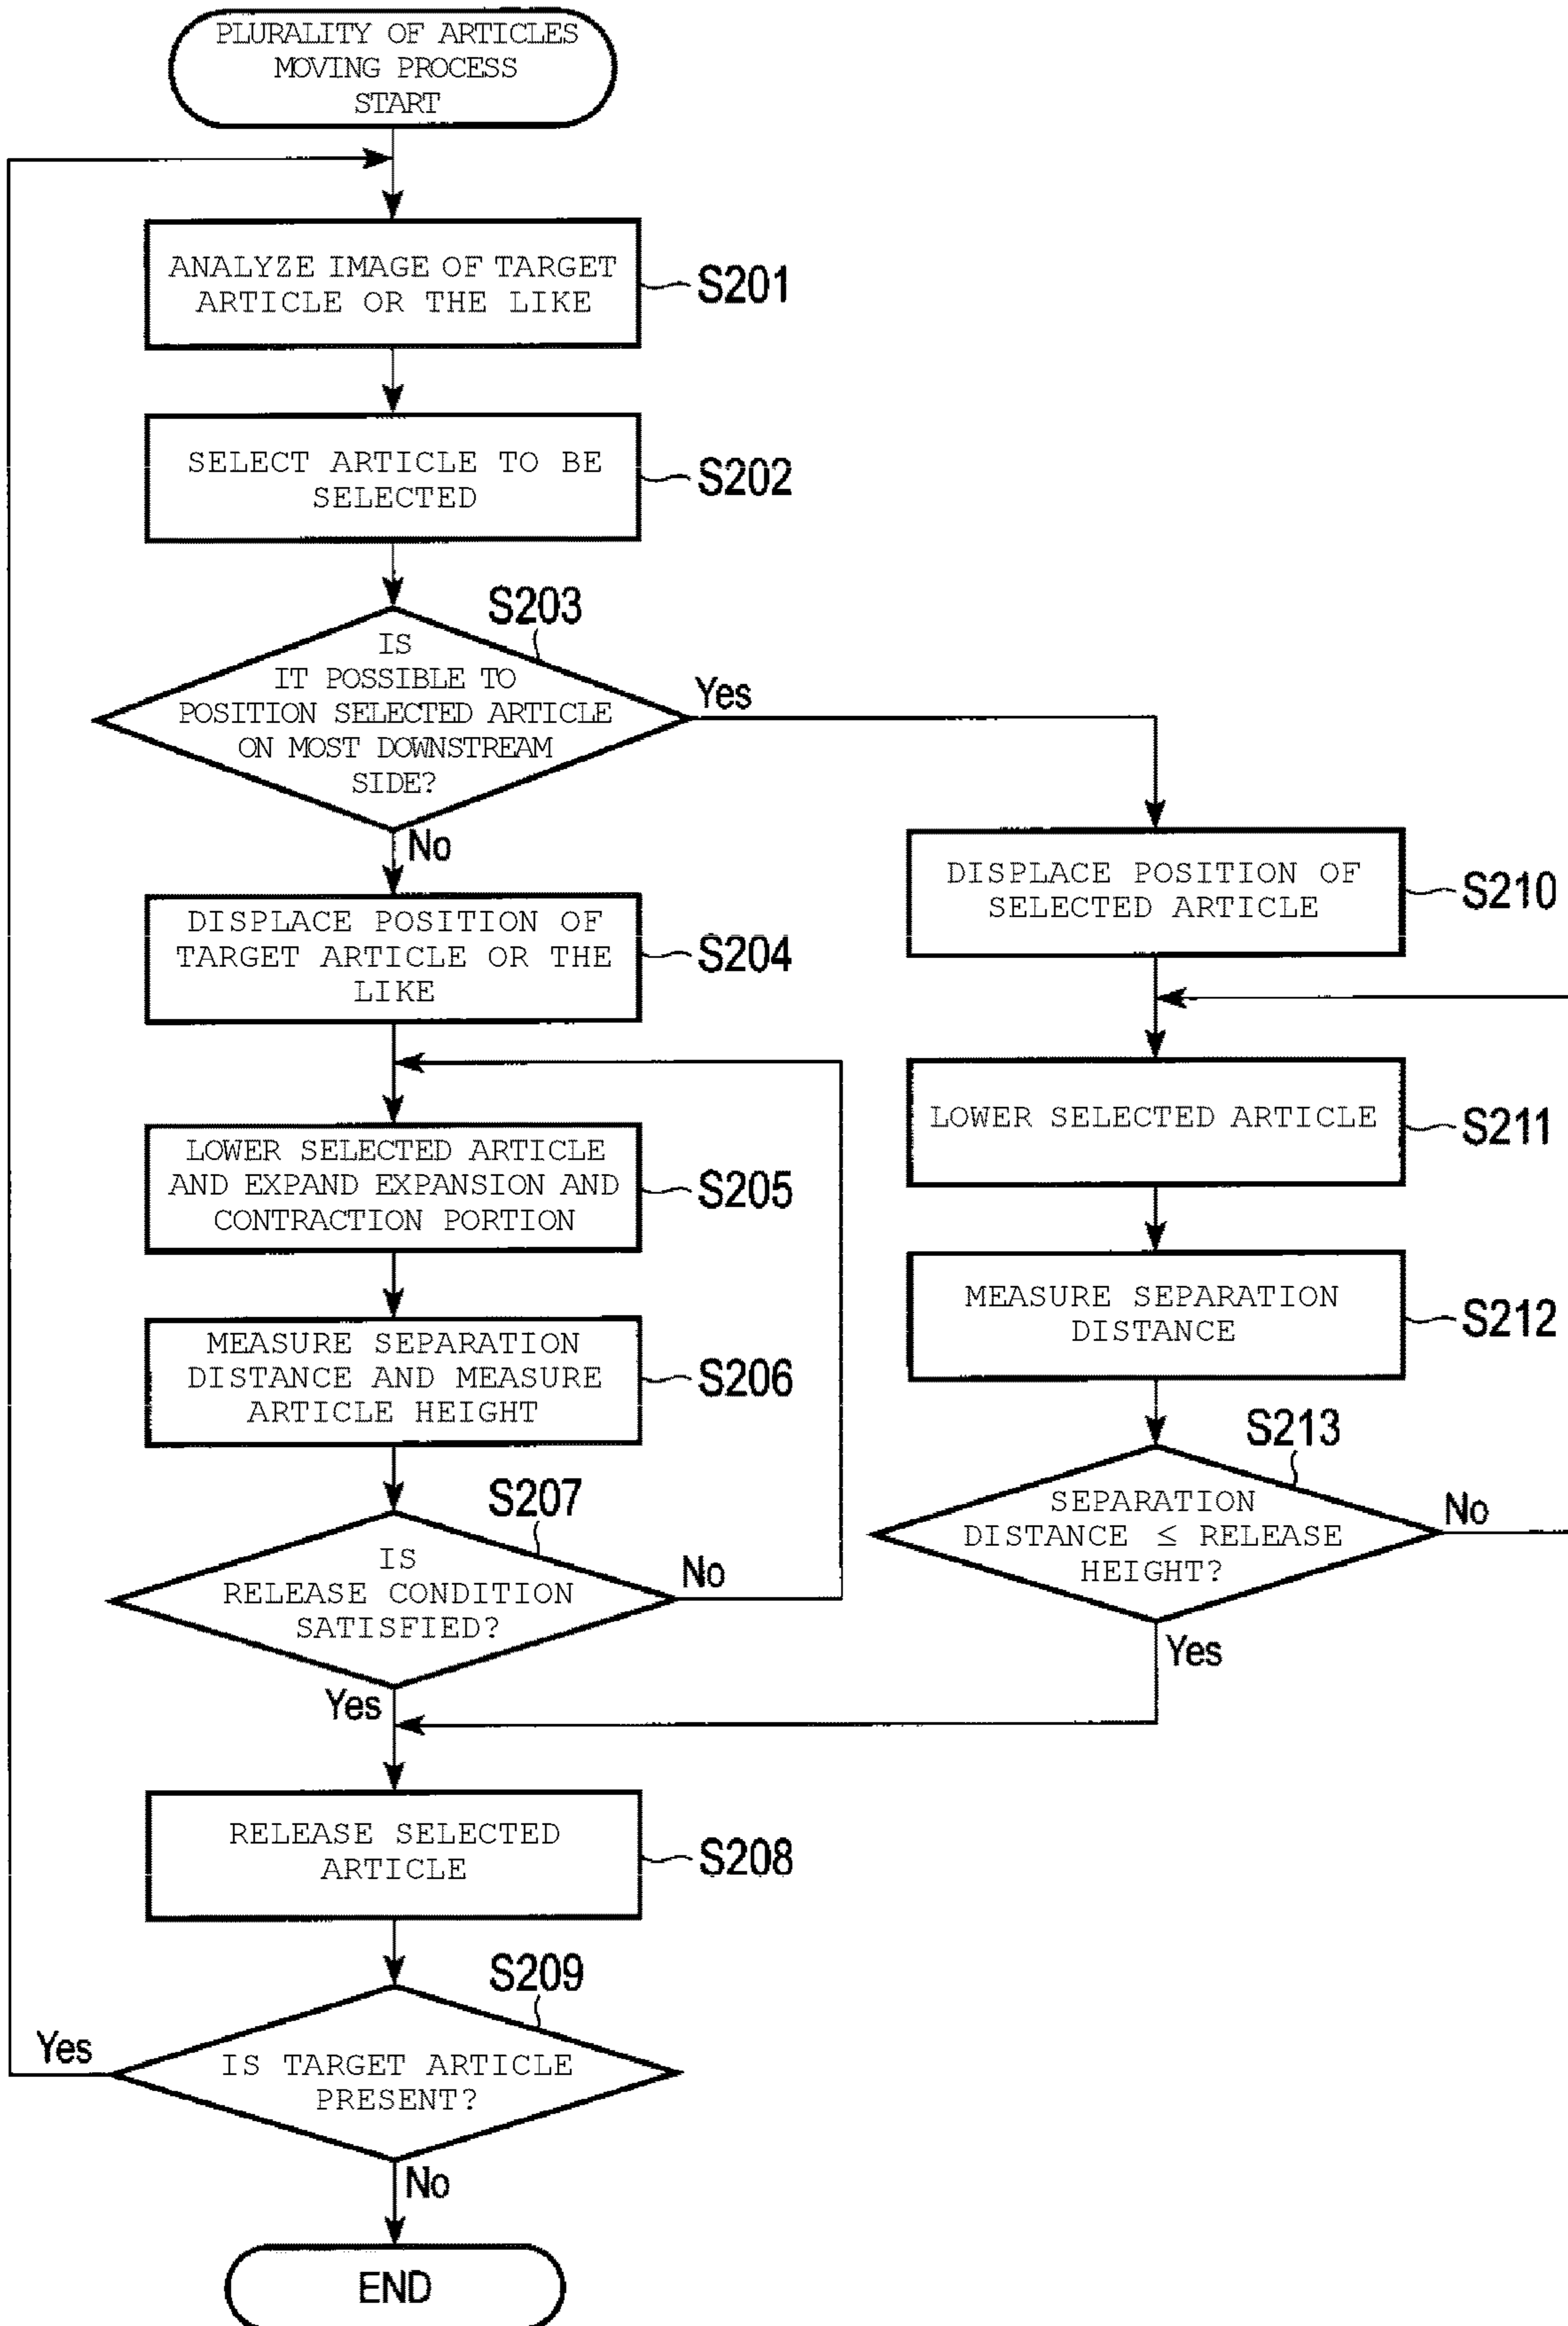 PLURALITY OF ARTICLES
MOVING PROCESS
START
ANALYZE IMAGE OF TARGET
ARTICLE OR THE LIKE
S201
SELECT ARTICLE TO BE
SELECTED
S202
S203
IS
IT POSSIBLE TO
POSITION SELECTED ARTICLE
ON MOST DOWNSTREAM
SIDE?
Yes
No
DISPLACE POSITION OF
TARGET ARTICLE OR THE
LIKE
S204
LOWER SELECTED ARTICLE
AND EXPAND EXPANSION AND
CONTRACTION PORTION
S205
MEASURE SEPARATION
DISTANCE AND MEASURE
ARTICLE HEIGHT
S206
S207
IS
RELEASE CONDITION
SATISFIED?
No
Yes
DISPLACE POSITION OF
SELECTED ARTICLE
S210
LOWER SELECTED ARTICLE
S211
MEASURE SEPARATION
DISTANCE
S212
S213
SEPARATION
DISTANCE ≤ RELEASE
HEIGHT?
No
Yes
RELEASE SELECTED
ARTICLE
S208
S209
IS TARGET ARTICLE
PRESENT?
Yes
No
END